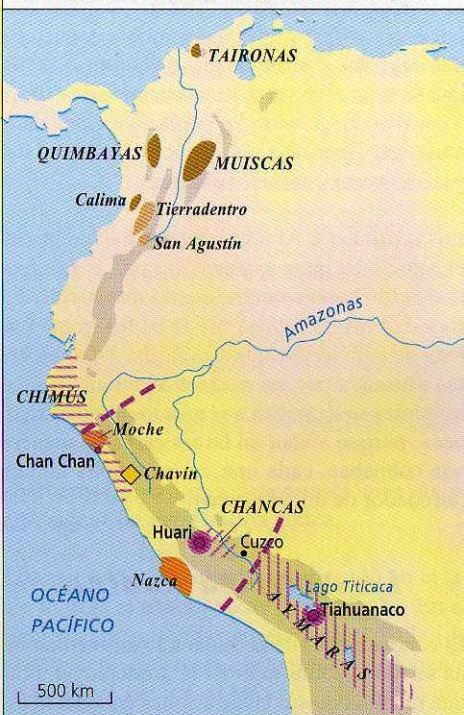 TAIRONAS
QUIMBAYAS
MUISCAS
Calima
Tierradentro
San Agustín
Amazonas
CHIMÚS
Moche
Chan Chan
Chavín
CHANCAS
Huari
Cuzco
Nazca
Lago Titicaca
Tiahuanaco
AYMARAS
OCÉANO
PACÍFICO
500 km